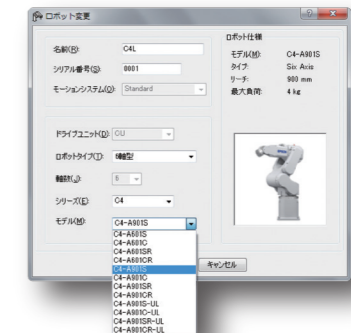 ロボット変更
名前(R):
C4L
シリアル番号(S):
0001
モーションシステム(O):
Standard
ドライブユニット(D):
CU
ロボットタイプ(T):
6軸型
軸数(J):
6
シリーズ(E):
C4
モデル(M):
C4-A901S
C4-A601S
C4-A601C
C4-A601SR
C4-A601CR
C4-A901S
C4-A901C
C4-A901SR
C4-A901CR
C4-A901S-UL
C4-A901C-UL
C4-A901SR-UL
C4-A901CR-UL
ロボット仕様
モデル(M):
C4-A901S
タイプ:
Six Axis
リーチ:
900 mm
最大負荷:
4 kg
キャンセル